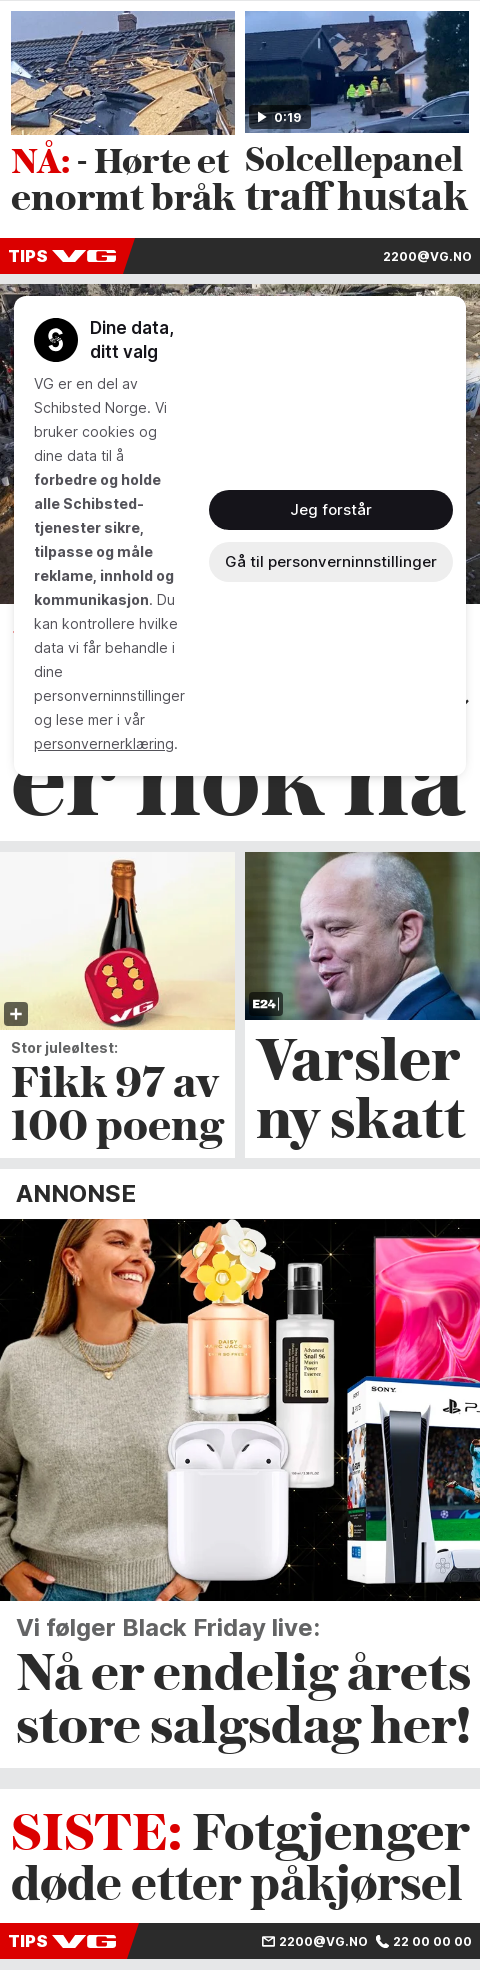 0:19
NÅ: - Hørte et
enormt bråk
Solcellepanel
traff hustak
TIPS VG
2200@VG.NO
Dine data,
ditt valg
VG er en del av
Schibsted Norge. Vi
bruker cookies og
dine data til å
forbedre og holde
alle Schibsted-
tjenester sikre,
tilpasse og måle
reklame, innhold og
kommunikasjon. Du
kan kontrollere hvilke
data vi får behandle i
dine
personverninnstillinger
og lese mer i vår
personvernerklæring.
Jeg forstår
Gå til personverninnstillinger
er nok nå
VG
Stor juleøltest:
Fikk 97 av
100 poeng
E24
Varsler
ny skatt
ANNONSE
DAISY
Advanced
Snail 96
Mucin
Power
Essence
COSRX
SONY
Vi følger Black Friday live:
Nå er endelig årets
store salgsdag her!
SISTE: Fotgjenger
døde etter påkjørsel
TIPS VG
2200@VG.NO 22 00 00 00